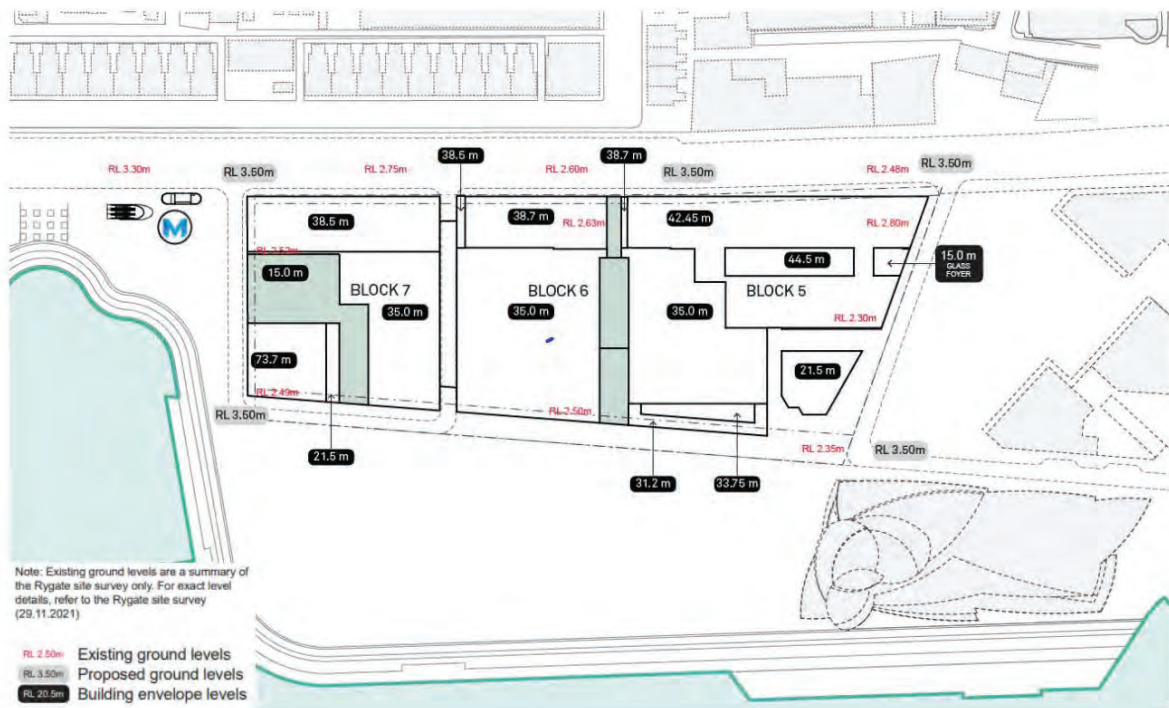 38.5 m
38.7 m
RL 3.30m
RL 3.50m
RL 2.75m
RL 2.60m
RL 3.50m
RL 2.48m
RL 3.50m
M
38.5 m
38.7 m
RL 2.63m
42.45 m
RL 2.80m
15.0 m
44.5 m
15.0 m
GLASS
FOYER
BLOCK 7
BLOCK 6
BLOCK 5
35.0 m
35.0 m
35.0 m
RL 2.30m
73.7 m
21.5 m
RL 2.49m
RL 3.50m
RL 2.50m
21.5 m
RL 2.35m
RL 3.50m
31.2 m
33.75 m
Note: Existing ground levels are a summary of
the Rygate site survey only. For exact level
details, refer to the Rygate site survey
(29.11.2021)
RL 2.50m Existing ground levels
RL 3.50m Proposed ground levels
RL 20.5m Building envelope levels